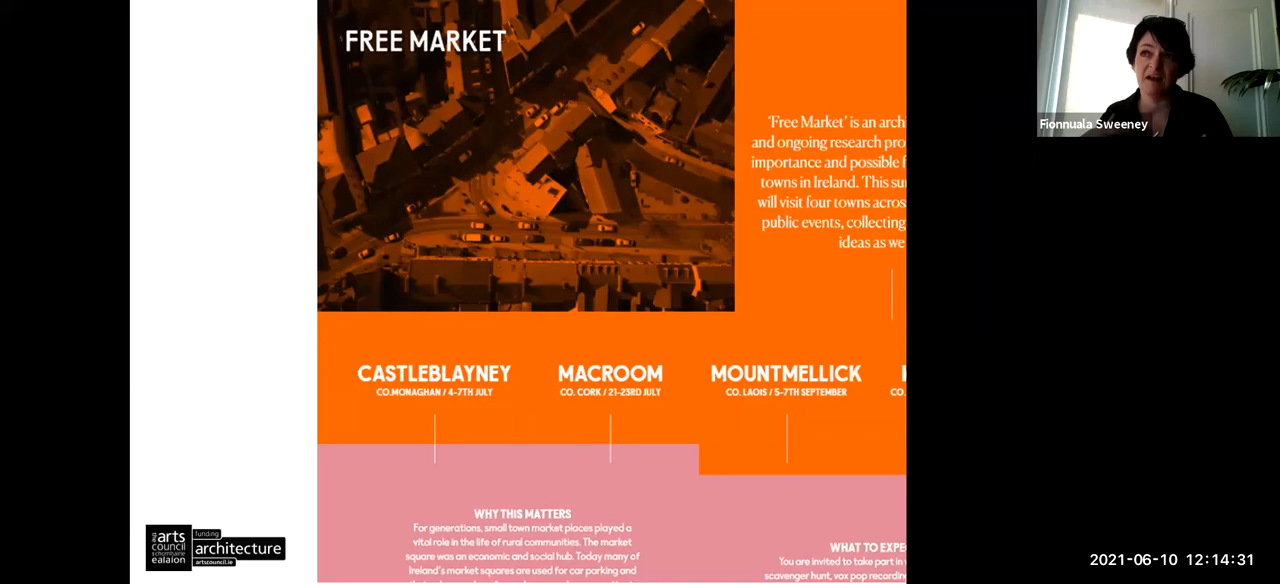 FREE MARKET
'Free Market' is an arch
and ongoing research pro
importance and possible f
towns in Ireland. This su
will visit four towns acros
public events, collecting
ideas as we
CASTLEBLAYNEY
CO.MONAGHAN / 4-7TH JULY
MACROOM
CO. CORK / 21-23RD JULY
MOUNTMELLICK
CO. LAOIS / 5-7TH SEPTEMBER
CO.
WHY THIS MATTERS
For generations, small town market places played a
vital role in the life of rural communities. The market
square was an economic and social hub. Today many of
Ireland's market squares are used for car parking and
WHAT TO EXPE
You are invited to take part in
scavenger hunt, vox pop recordin
Fionnuala Sweeney
arts
council
schomhairle
ealaíon
funding
architecture
artscouncil.ie
2021-06-10 12:14:31